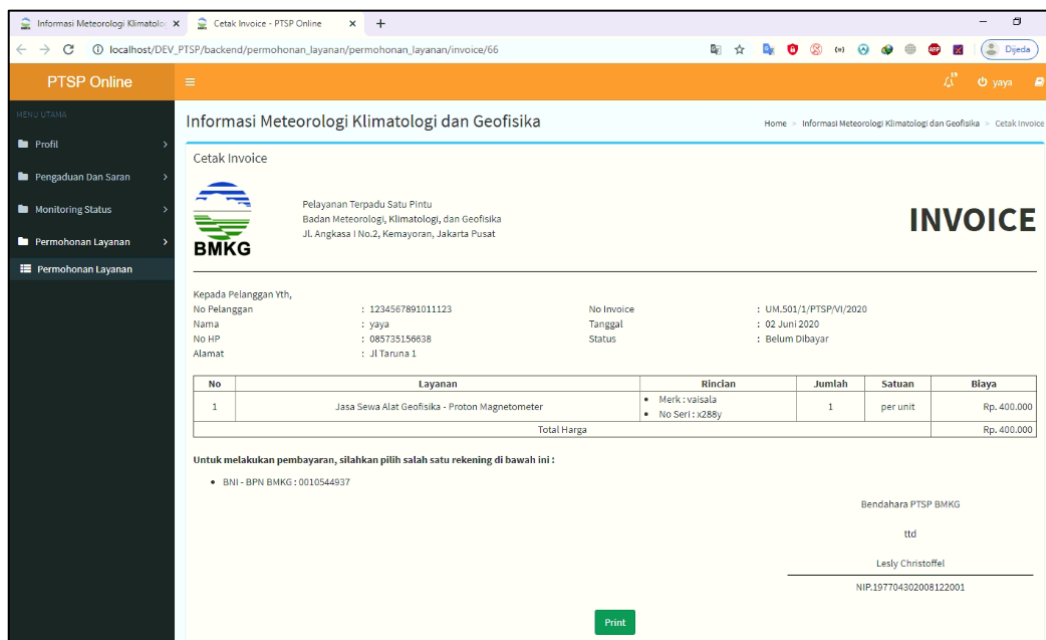 Informasi Meteorologi Klimatolo
Cetak Invoice - PTSP Online
localhost/DEV_PTSP/backend/permohonan_layanan/permohonan_layanan/invoice/66
Dijeda
PTSP Online
yaya
MENU UTAMA
Profil
Pengaduan Dan Saran
Monitoring Status
Permohonan Layanan
Permohonan Layanan
Informasi Meteorologi Klimatologi dan Geofisika
Home > Informasi Meteorologi Klimatologi dan Geofisika > Cetak Invoice
Cetak Invoice
BMKG
Pelayanan Terpadu Satu Pintu
Badan Meteorologi, Klimatologi, dan Geofisika
Jl. Angkasa I No.2, Kemayoran, Jakarta Pusat
INVOICE
Kepada Pelanggan Yth,
No Pelanggan : 1234567891011123 No Invoice : UM.501/1/PTSP/VI/2020
Nama : yaya Tanggal : 02 Juni 2020
No HP : 085735156638 Status : Belum Dibayar
Alamat : Jl Taruna 1
No Layanan Rincian Jumlah Satuan Biaya
1 Jasa Sewa Alat Geofisika - Proton Magnetometer • Merk : vaisala 1 per unit Rp. 400.000
• No Seri : x288y
Total Harga Rp. 400.000
Untuk melakukan pembayaran, silahkan pilih salah satu rekening di bawah ini :
• BNI - BPN BMKG : 0010544937
Bendahara PTSP BMKG
ttd
Lesly Christoffel
NIP.197704302008122001
Print